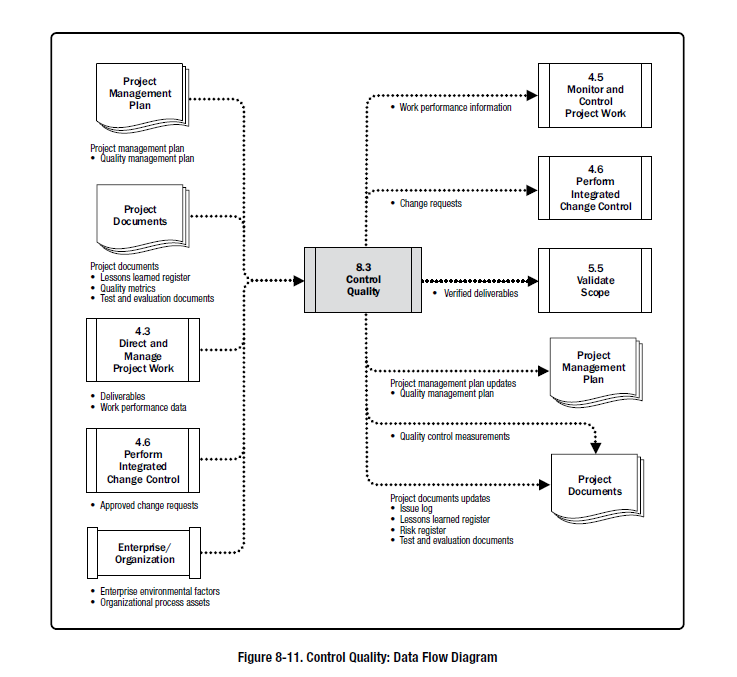 Project
Management
Plan
Project management plan
• Quality management plan
Project
Documents
Project documents
• Lessons learned register
• Quality metrics
• Test and evaluation documents
4.3
Direct and
Manage
Project Work
• Deliverables
• Work performance data
4.6
Perform
Integrated
Change Control
• Approved change requests
Enterprise/
Organization
• Enterprise environmental factors
• Organizational process assets
8.3
Control
Quality
• Work performance information
4.5
Monitor and
Control
Project Work
• Change requests
4.6
Perform
Integrated
Change Control
• Verified deliverables
5.5
Validate
Scope
Project management plan updates
• Quality management plan
Project
Management
Plan
• Quality control measurements
Project documents updates
• Issue log
• Lessons learned register
• Risk register
• Test and evaluation documents
Project
Documents
Figure 8-11. Control Quality: Data Flow Diagram